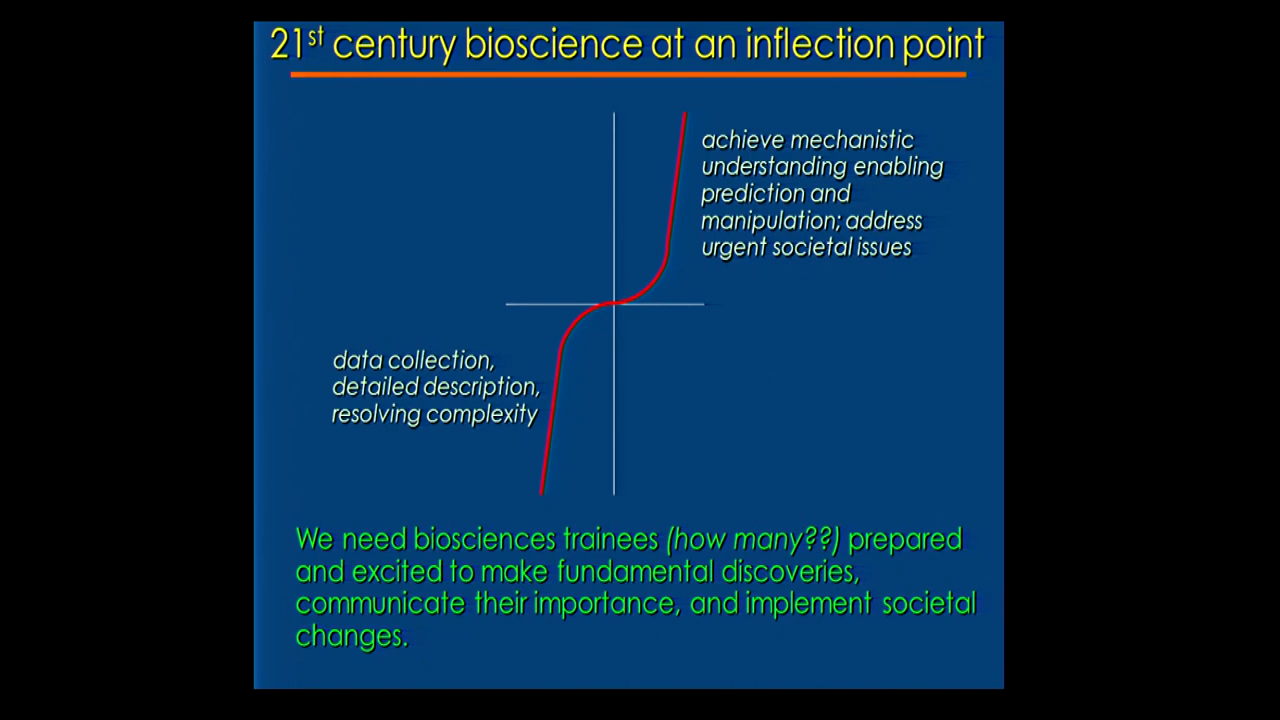 21st century bioscience at an inflection point
achieve mechanistic
understanding enabling
prediction and
manipulation; address
urgent societal issues
data collection,
detailed description,
resolving complexity
We need biosciences trainees (how many??) prepared
and excited to make fundamental discoveries,
communicate their importance, and implement societal
changes.